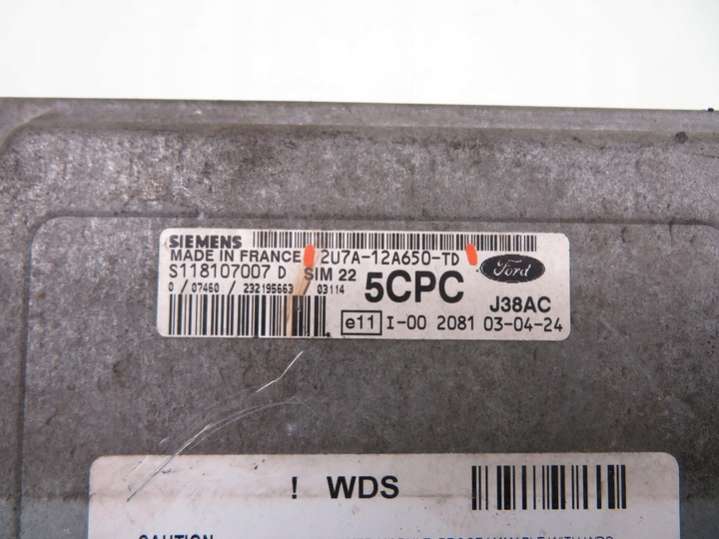 SIEMENS
MADE IN FRANCE 2U7A-12A650-TD
S118107007 D SIM 22
0 / 07460 / 232195663 / 03114
5CPC
J38AC
Ford
e11 I-00 2081 03-04-24
! WDS
CAUTION